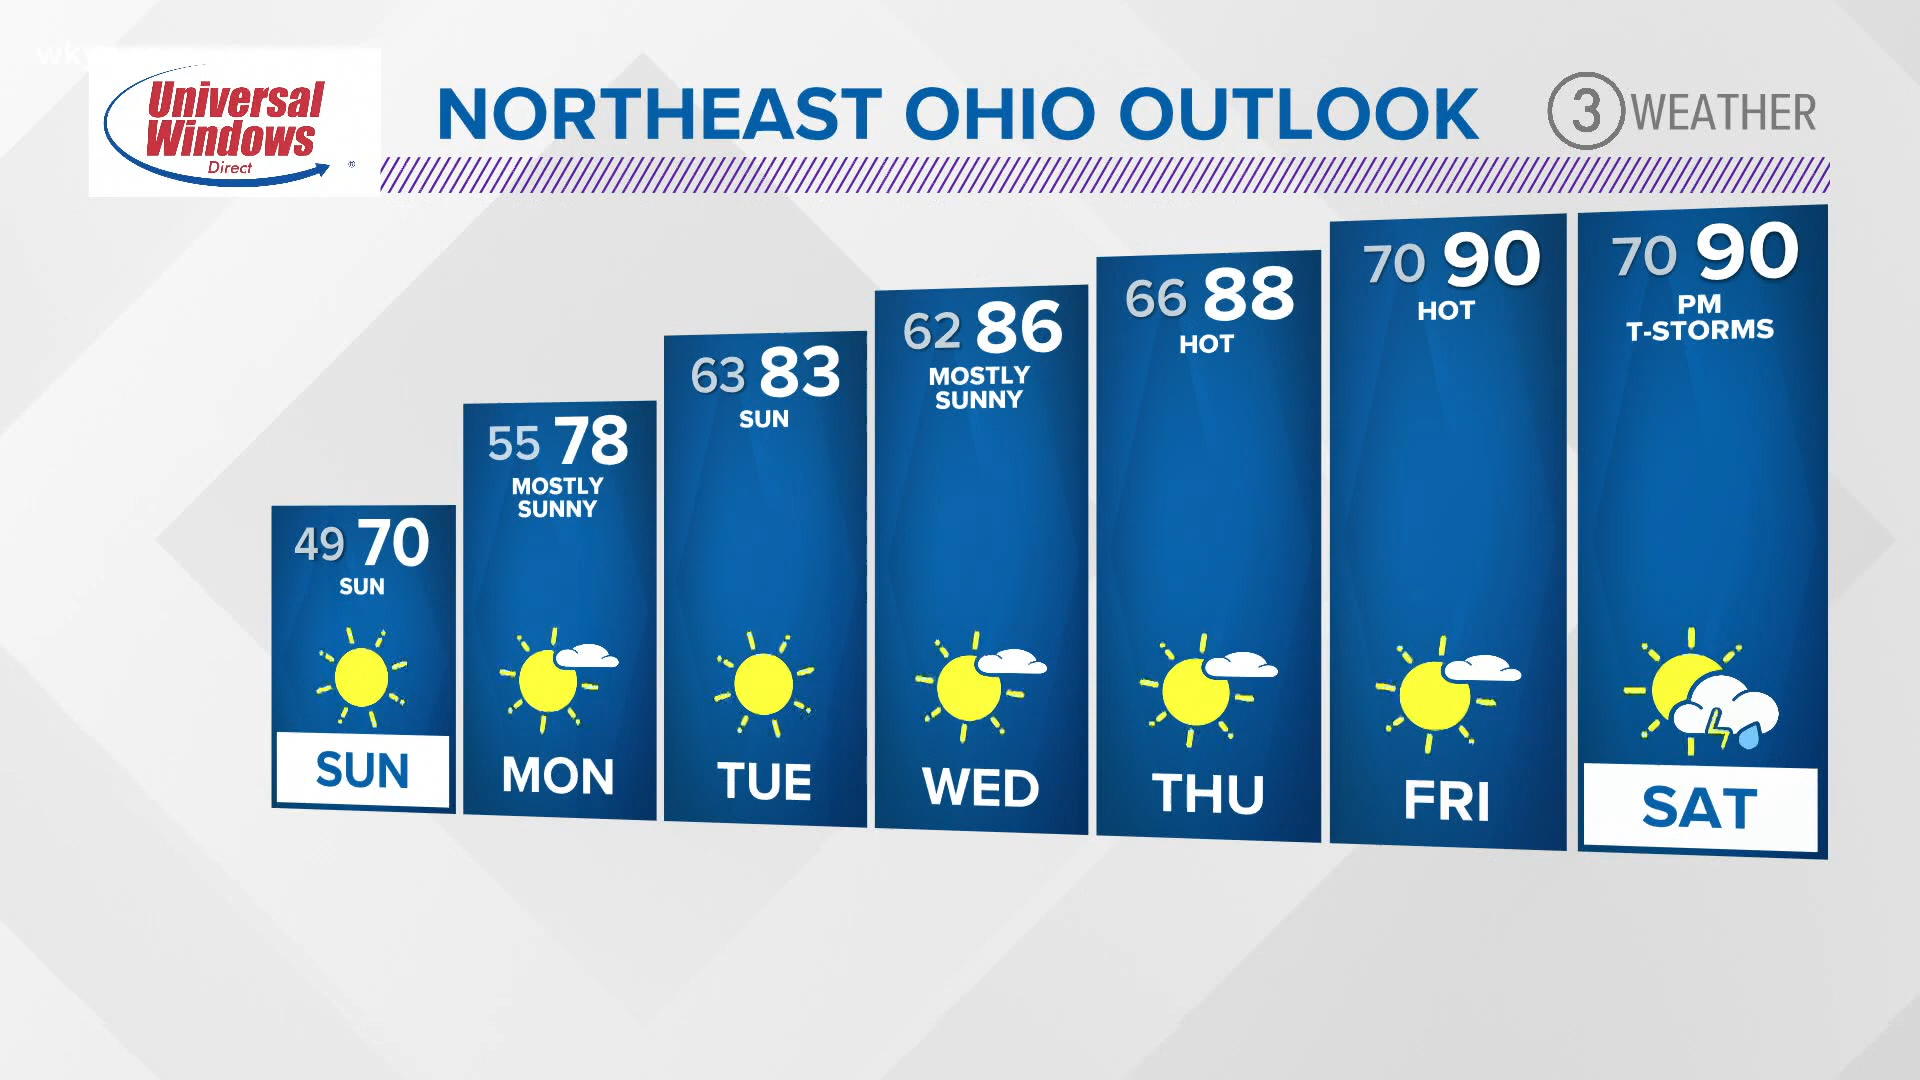 Universal
Windows
Direct
®
NORTHEAST OHIO OUTLOOK
3 WEATHER
49 70
SUN
SUN
55 78
MOSTLY
SUNNY
MON
63 83
SUN
TUE
62 86
MOSTLY
SUNNY
WED
66 88
HOT
THU
70 90
HOT
FRI
70 90
PM
T-STORMS
SAT